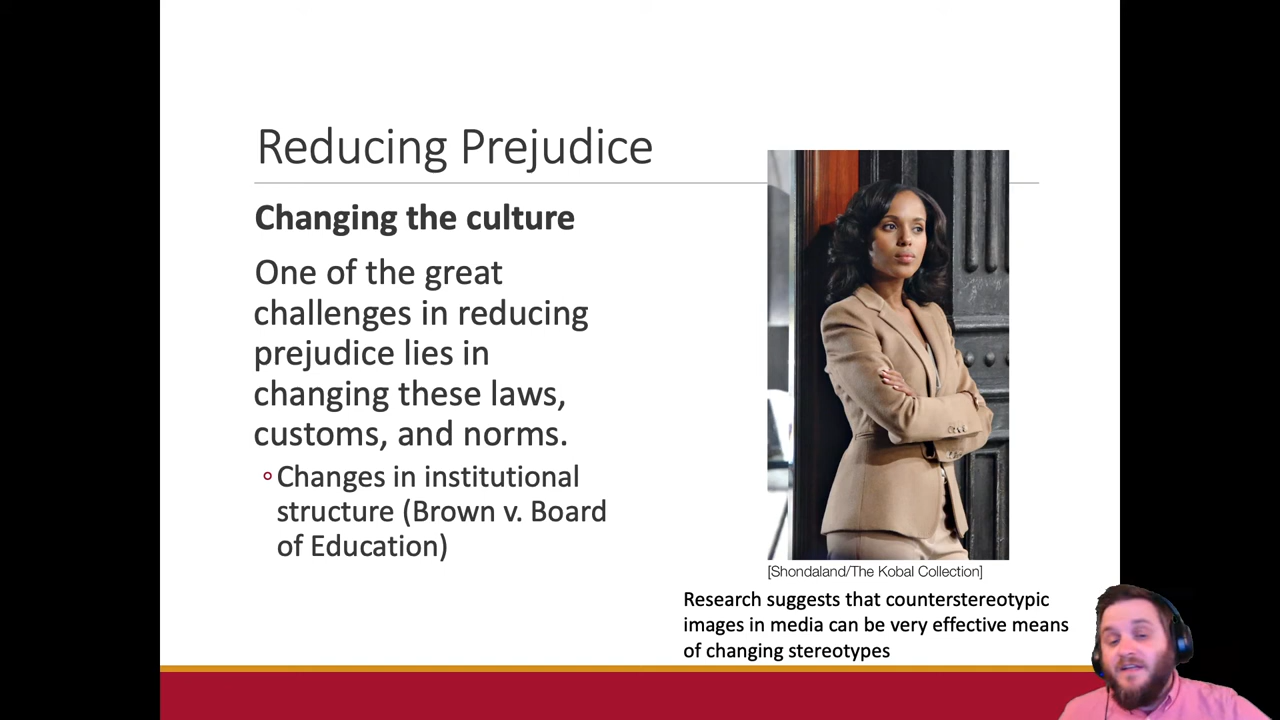 Reducing Prejudice
Changing the culture
One of the great
challenges in reducing
prejudice lies in
changing these laws,
customs, and norms.
Changes in institutional
structure (Brown v. Board
of Education)
[Shondaland/The Kobal Collection]
Research suggests that counterstereotypic
images in media can be very effective means
of changing stereotypes